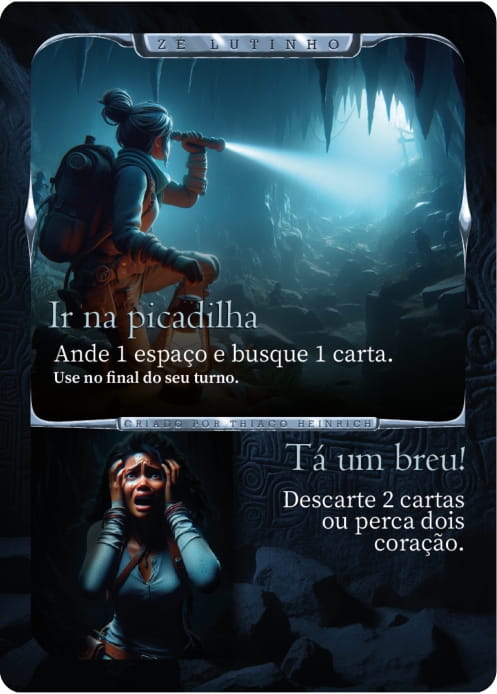 ZÉ LUTINHO
Ir na picadilha
Ande 1 espaço e busque 1 carta.
Use no final do seu turno.
CRIADO POR THIAGO HEINRICH
Tá um breu!
Descarte 2 cartas
ou perca dois
coração.